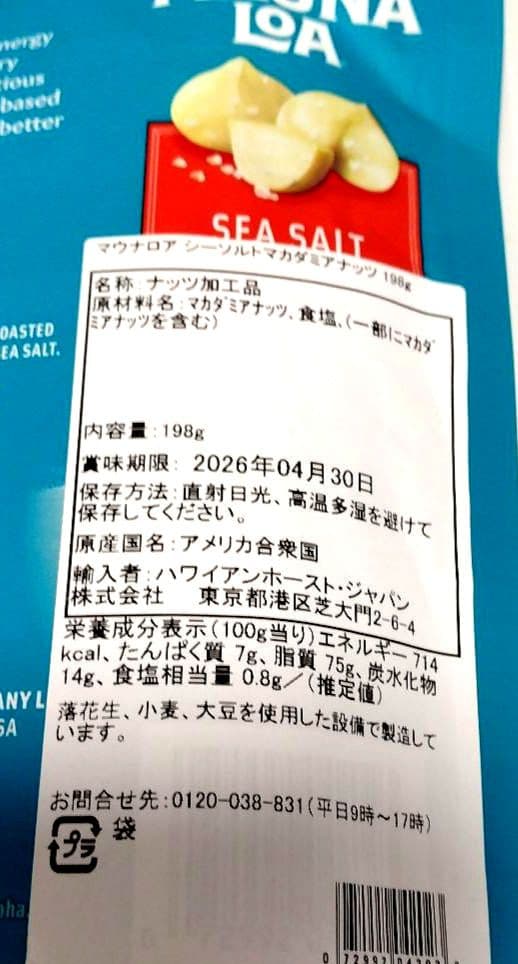 LOA
nergy
ry
ious
based
better
SEA SALT
OASTED
EA SALT.
マウナロア シーソルトマカダミアナッツ 198g
名称:ナッツ加工品
原材料名:マカダミアナッツ、食塩、(一部にマカダ
ミアナッツを含む)
内容量:198g
賞味期限: 2026年04月30日
保存方法:直射日光、高温多湿を避けて
保存してください。
原産国名:アメリカ合衆国
輸入者:ハワイアンホースト・ジャパン
株式会社 東京都港区芝大門2-6-4
栄養成分表示(100g当り)エネルギー 714
kcal、たんぱく質 7g、脂質 75g、炭水化物
14g、食塩相当量 0.8g/(推定値)
ANY L
SA
落花生、小麦、大豆を使用した設備で製造して
います。
お問合せ先:0120-038-831(平日9時~17時)
プラ 袋